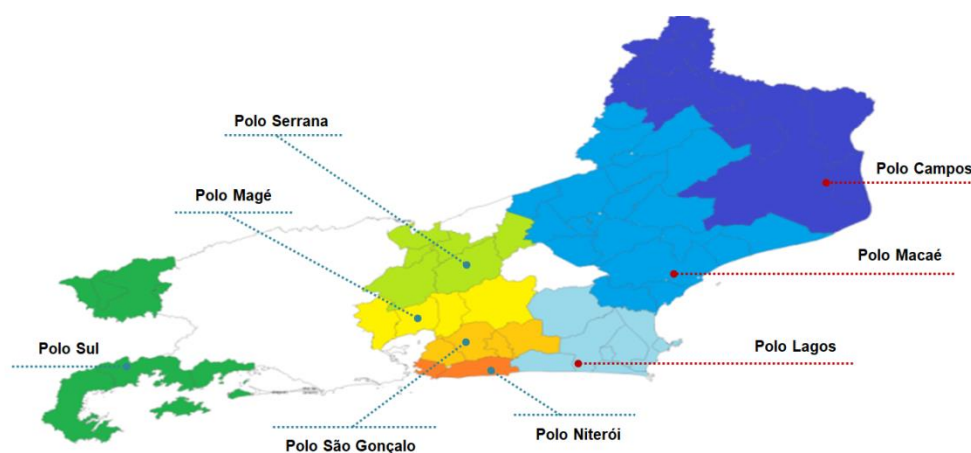 Polo Serrana
Polo Campos
Polo Magé
Polo Macaé
Polo Sul
Polo Lagos
Polo São Gonçalo
Polo Niterói